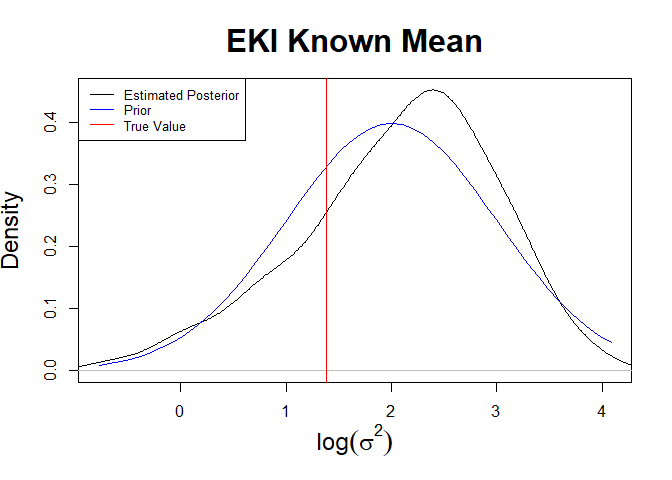 EKI Known Mean
Estimated Posterior
Prior
True Value
Density
0.0
0.1
0.2
0.3
0.4
0
1
2
3
4
log(σ²)